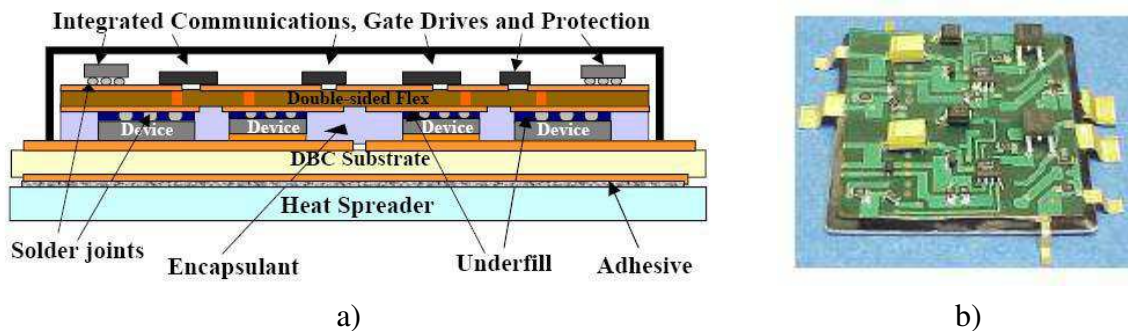 Integrated Communications, Gate Drives and Protection
Double-sided Flex
Device
Device
Device
Device
DBC Substrate
Heat Spreader
Solder joints
Encapsulant
Underfill
Adhesive
a)
b)